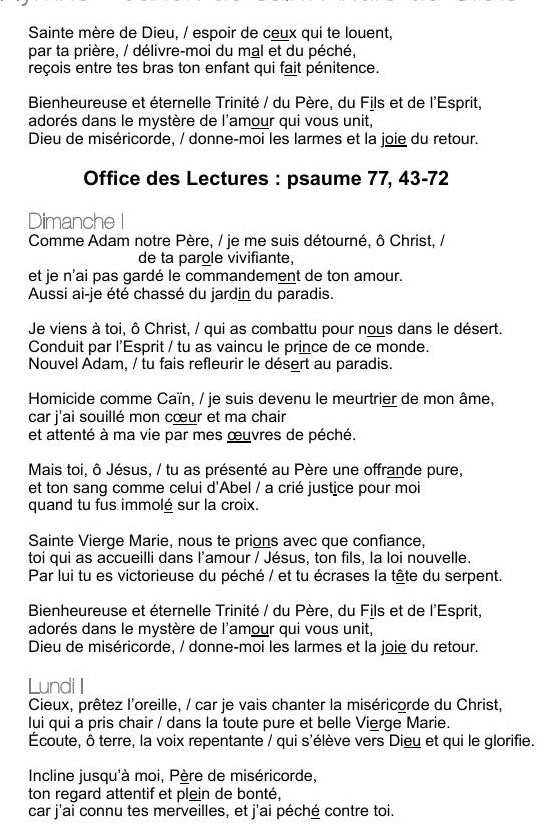 Sainte mère de Dieu, / espoir de ceux qui te louent,
par ta prière, / délivre-moi du mal et du péché,
reçois entre tes bras ton enfant qui fait pénitence.
Bienheureuse et éternelle Trinité / du Père, du Fils et de l'Esprit,
adorés dans le mystère de l'amour qui vous unit,
Dieu de miséricorde, / donne-moi les larmes et la joie du retour.
Office des Lectures : psaume 77, 43-72
Dimanche I
Comme Adam notre Père, / je me suis détourné, ô Christ, /
de ta parole vivifiante,
et je n'ai pas gardé le commandement de ton amour.
Aussi ai-je été chassé du jardin du paradis.
Je viens à toi, ô Christ, / qui as combattu pour nous dans le désert.
Conduit par l'Esprit / tu as vaincu le prince de ce monde.
Nouvel Adam, / tu fais refleurir le désert au paradis.
Homicide comme Caïn, / je suis devenu le meurtrier de mon âme,
car j'ai souillé mon cœur et ma chair
et attenté à ma vie par mes œuvres de péché.
Mais toi, ô Jésus, / tu as présenté au Père une offrande pure,
et ton sang comme celui d'Abel / a crié justice pour moi
quand tu fus immolé sur la croix.
Sainte Vierge Marie, nous te prions avec que confiance,
toi qui as accueilli dans l'amour / Jésus, ton fils, la loi nouvelle.
Par lui tu es victorieuse du péché / et tu écrases la tête du serpent.
Bienheureuse et éternelle Trinité / du Père, du Fils et de l'Esprit,
adorés dans le mystère de l'amour qui vous unit,
Dieu de miséricorde, / donne-moi les larmes et la joie du retour.
Lundi I
Cieux, prêtez l'oreille, / car je vais chanter la miséricorde du Christ,
lui qui a pris chair / dans la toute pure et belle Vierge Marie.
Écoute, ô terre, la voix repentante / qui s'élève vers Dieu et qui le glorifie.
Incline jusqu'à moi, Père de miséricorde,
ton regard attentif et plein de bonté,
car j'ai connu tes merveilles, et j'ai péché contre toi.